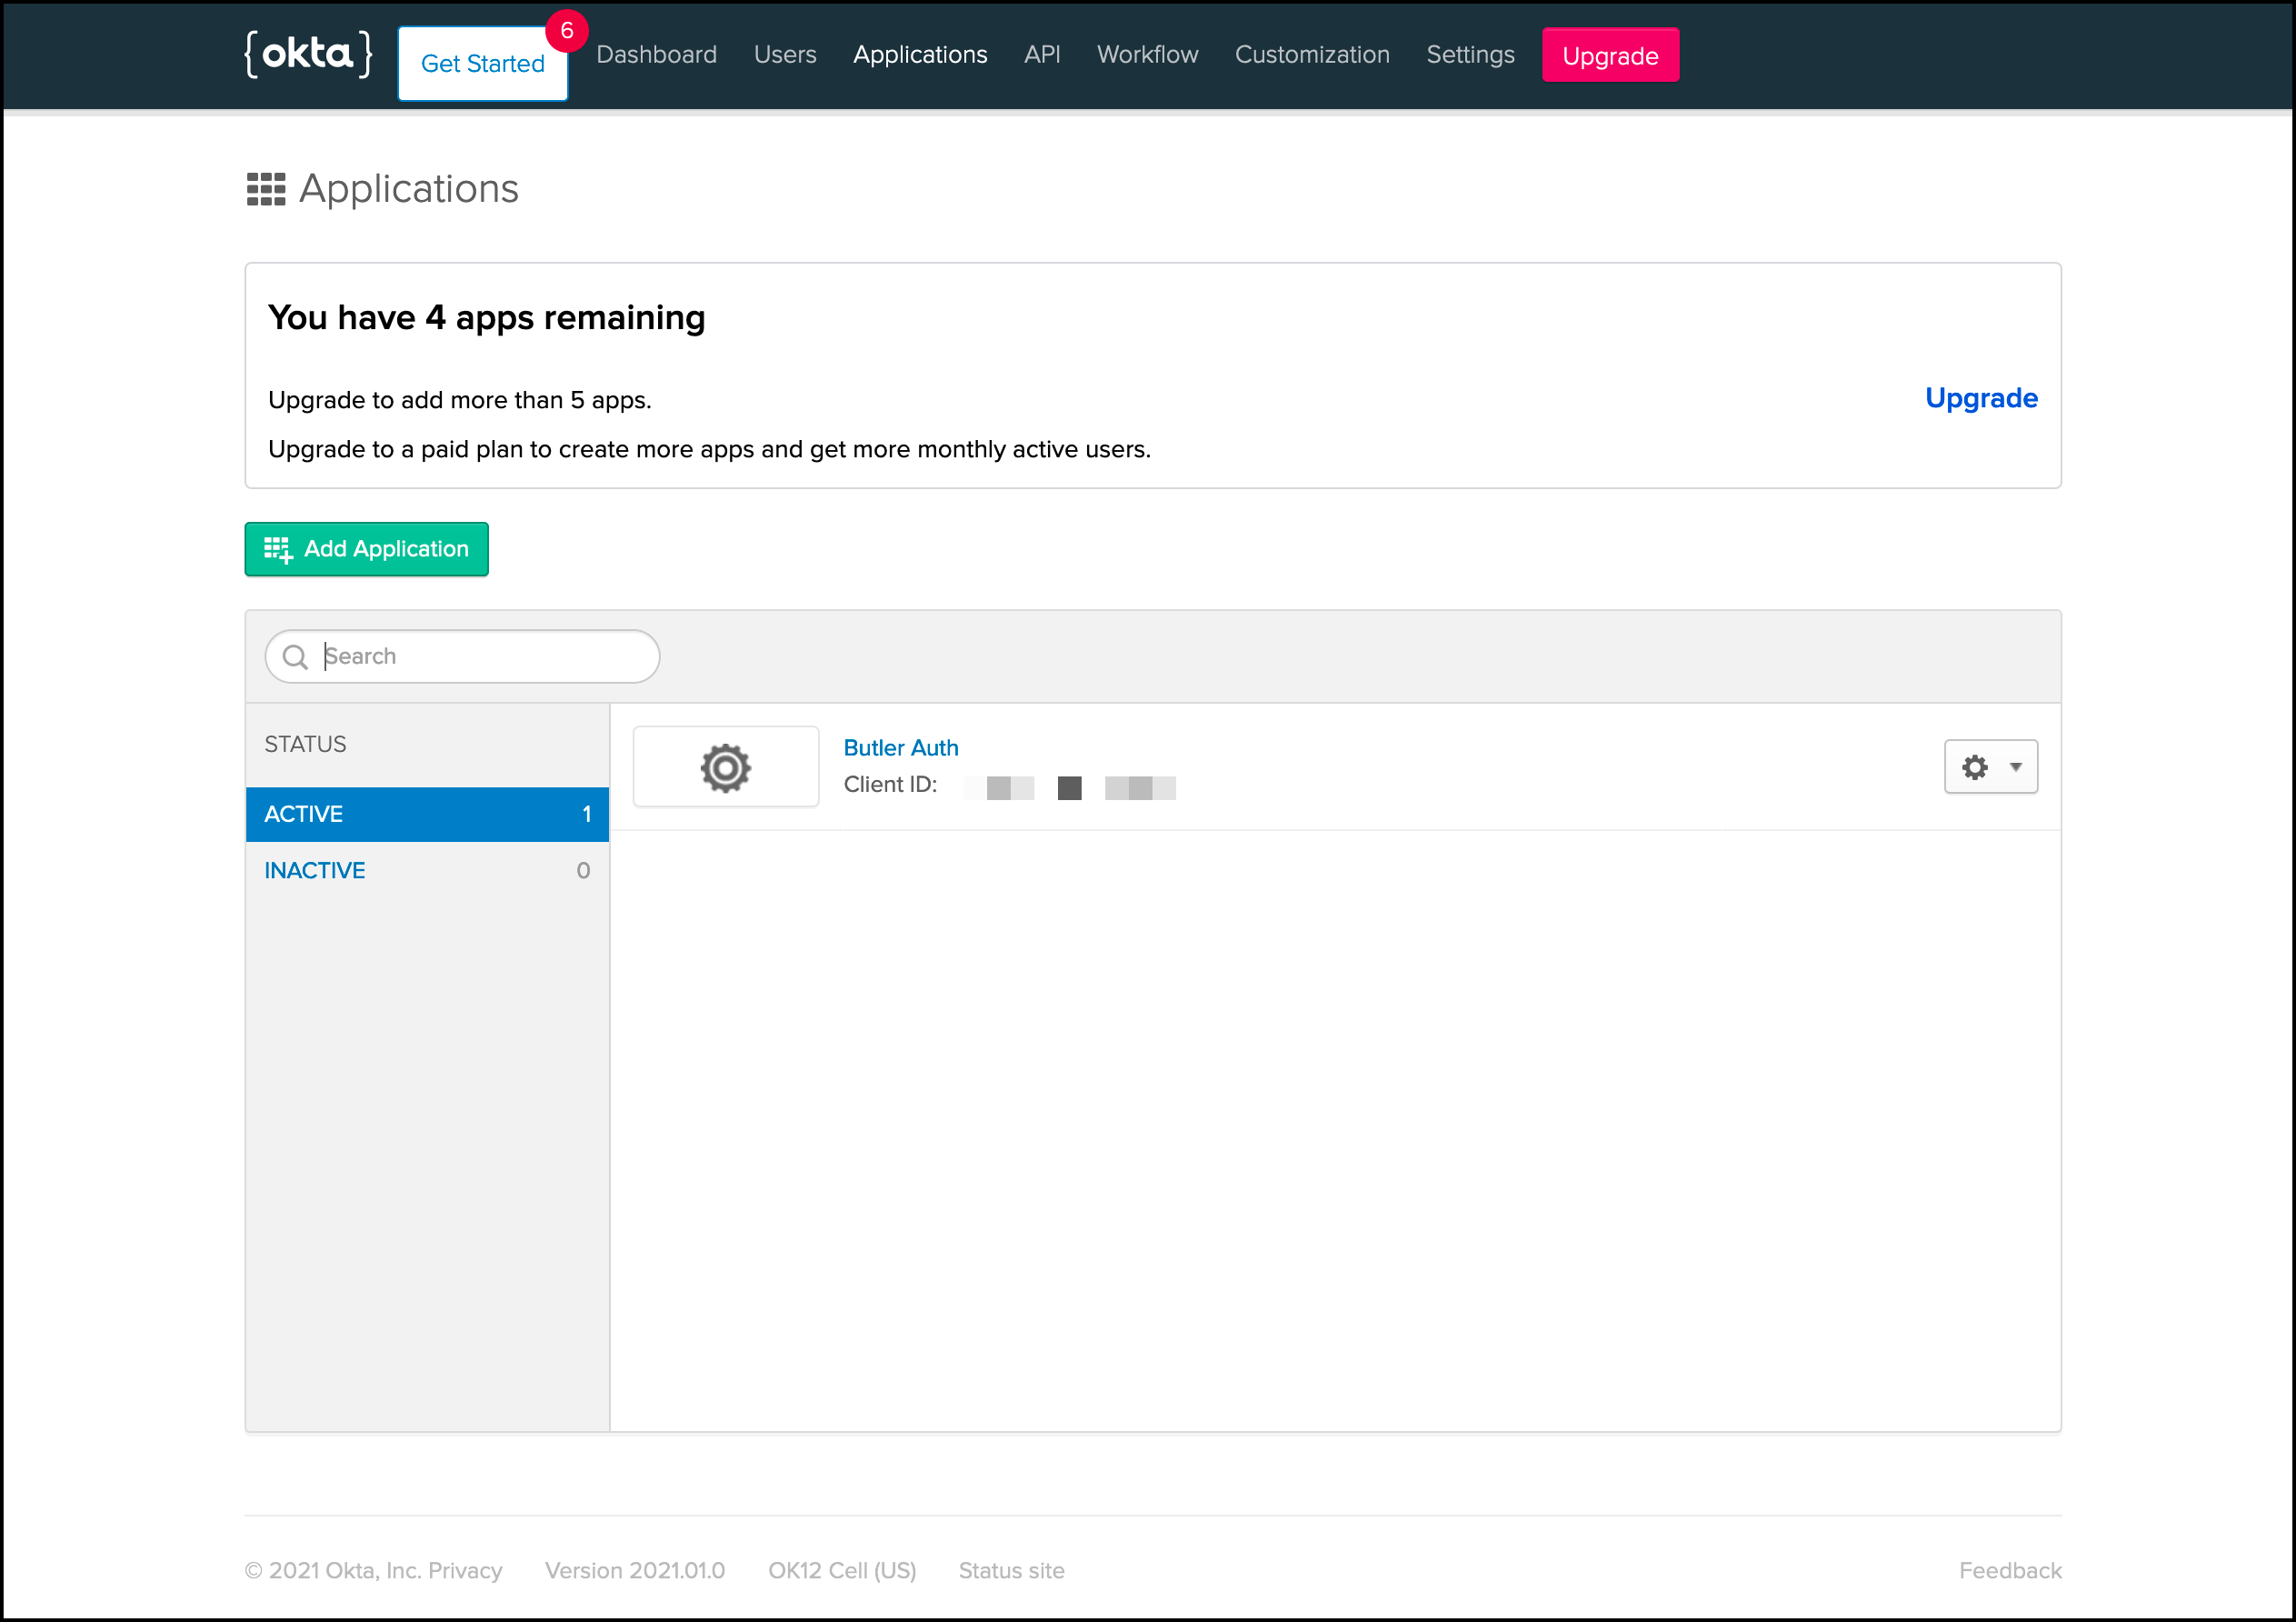 {okta}
Get Started
6
Dashboard
Users
Applications
API
Workflow
Customization
Settings
Upgrade
Applications
You have 4 apps remaining
Upgrade to add more than 5 apps.
Upgrade
Upgrade to a paid plan to create more apps and get more monthly active users.
Add Application
Search
STATUS
ACTIVE 1
INACTIVE 0
Butler Auth
Client ID:
© 2021 Okta, Inc. Privacy
Version 2021.01.0
OK12 Cell (US)
Status site
Feedback